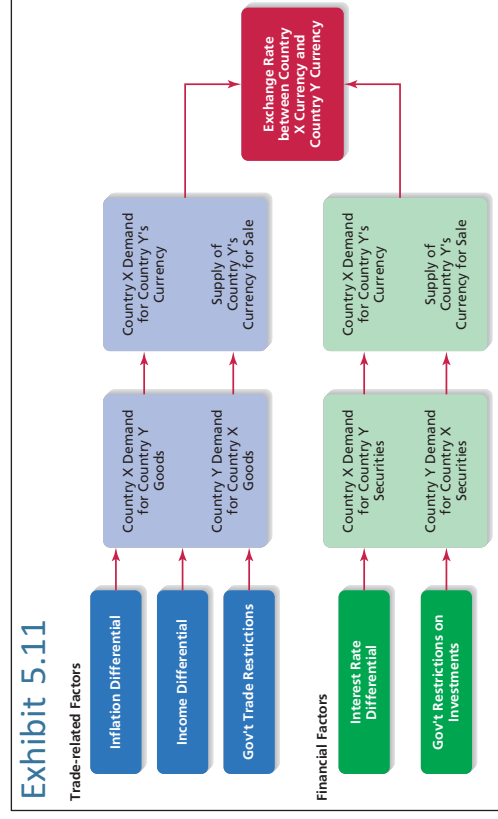 Exhibit 5.11
Trade-related Factors
Inflation Differential
Income Differential
Gov't Trade Restrictions
Country X Demand
for Country Y
Goods
Country Y Demand
for Country X
Goods
Country X Demand
for Country Y's
Currency
Supply of
Country Y's
Currency for Sale
Exchange Rate
between Country
X Currency and
Country Y Currency
Financial Factors
Interest Rate
Differential
Gov't Restrictions on
Investments
Country X Demand
for Country Y
Securities
Country Y Demand
for Country X
Securities
Country X Demand
for Country Y's
Currency
Supply of
Country Y's
Currency for Sale